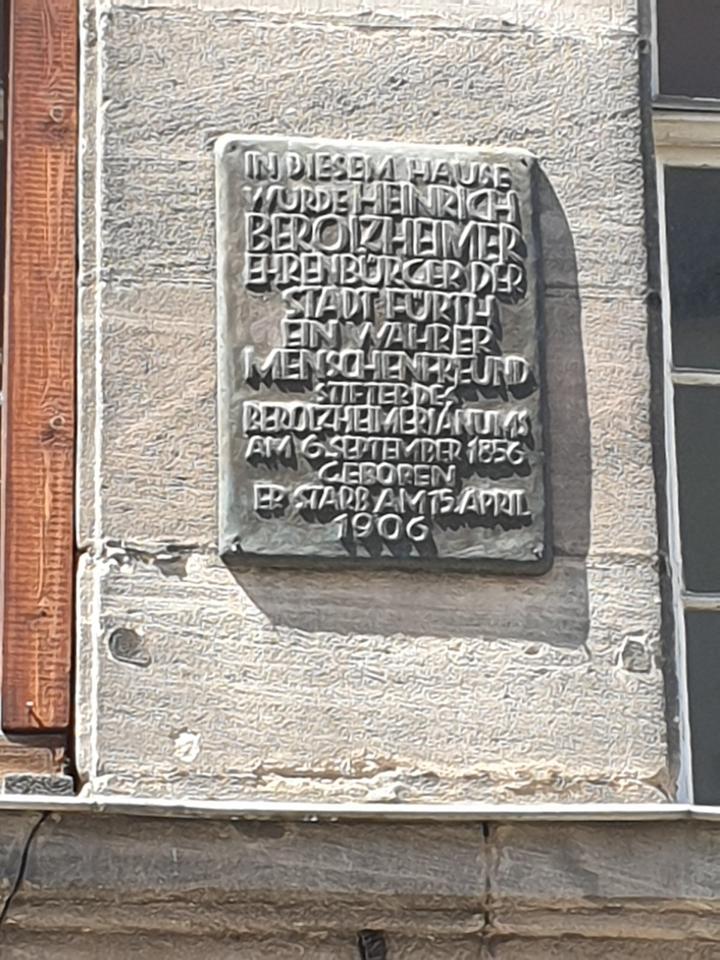 IN DIESEM HAUSE
WURDE HEINRICH
BEROLZHEIMER
EHRENBÜRGER DER
STADT FÜRTH
EIN WAHRER
MENSCHENFREUND
STIFTER DES
BEROLZHEIMERIANUMS
AM 6. SEPTEMBER 1856
GEBOREN
ER STARB AM 15. APRIL
1906